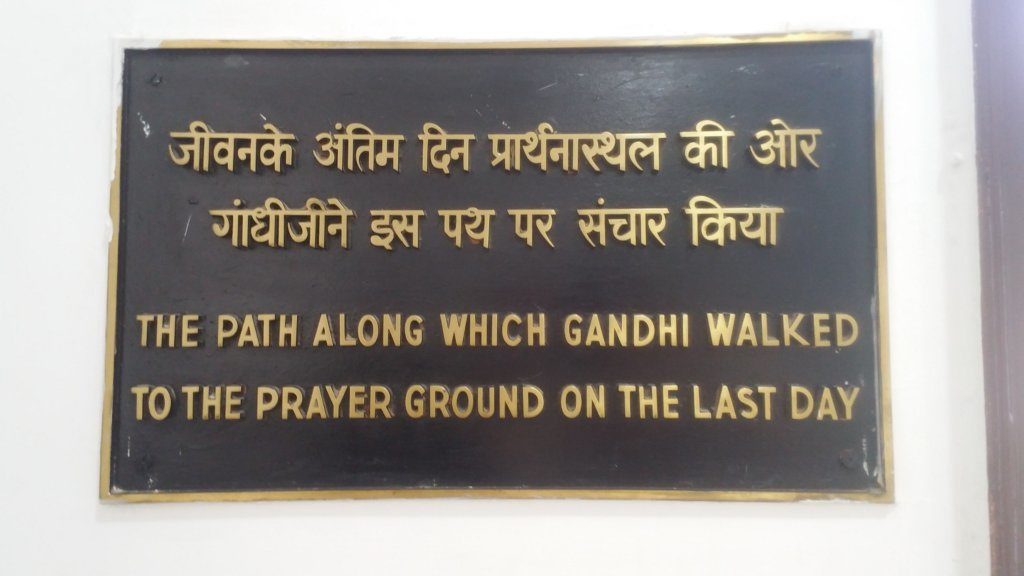 जीवनके अंतिम दिन प्रार्थनास्थल की ओर
गांधीजीने इस पथ पर संचार किया
THE PATH ALONG WHICH GANDHI WALKED
TO THE PRAYER GROUND ON THE LAST DAY